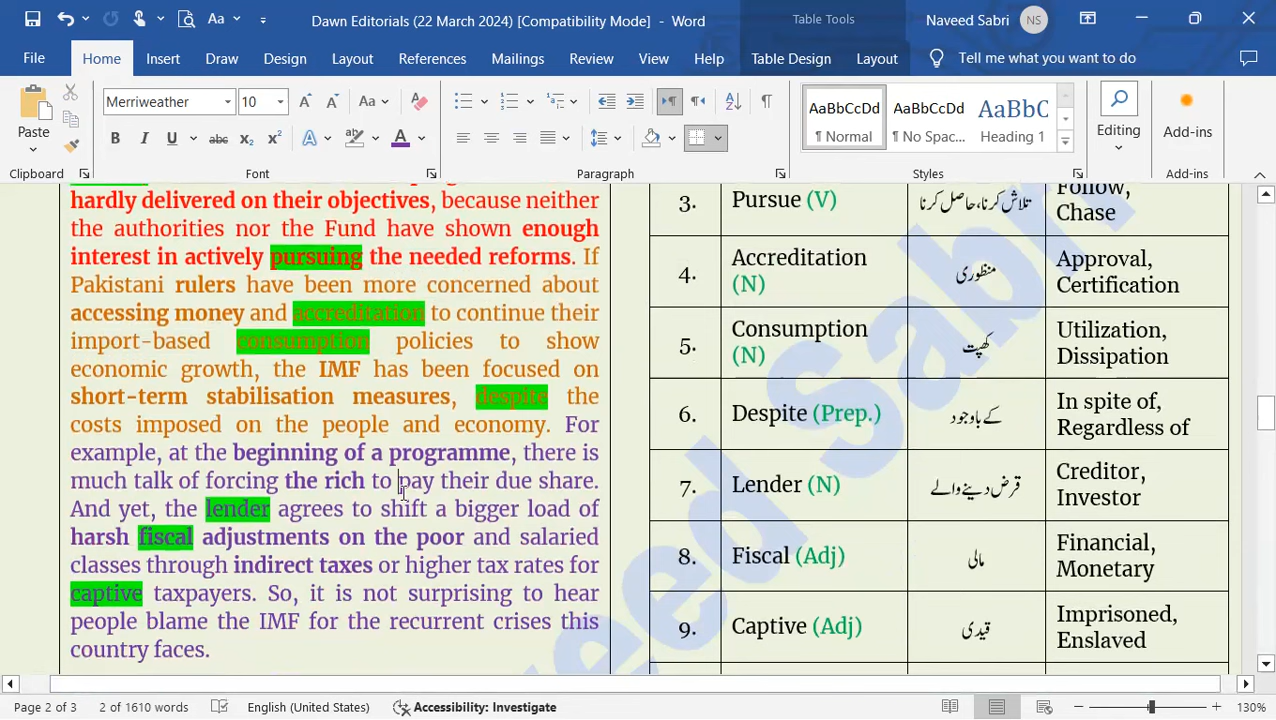 Dawn Editorials (22 March 2024) [Compatibility Mode] - Word
Table Tools
Naveed Sabri
NS
File
Home
Insert
Draw
Design
Layout
References
Mailings
Review
View
Help
Table Design
Layout
Tell me what you want to do
Paste
Clipboard
Merriweather
10
Font
Paragraph
AaBbCcDd
¶ Normal
AaBbCcDd
¶ No Spac...
AaBbCc
Heading 1
Styles
Editing
Add-ins
Add-ins
hardly delivered on their objectives, because neither
the authorities nor the Fund have shown enough
interest in actively pursuing the needed reforms. If
Pakistani rulers have been more concerned about
accessing money and accreditation to continue their
import-based consumption policies to show
economic growth, the IMF has been focused on
short-term stabilisation measures, despite the
costs imposed on the people and economy. For
example, at the beginning of a programme, there is
much talk of forcing the rich to pay their due share.
And yet, the lender agrees to shift a bigger load of
harsh fiscal adjustments on the poor and salaried
classes through indirect taxes or higher tax rates for
captive taxpayers. So, it is not surprising to hear
people blame the IMF for the recurrent crises this
country faces.
3. Pursue (V) تلاش کرنا، حاصل کرنا Follow,
Chase
4. Accreditation (N) منظوری Approval,
Certification
5. Consumption (N) کھپت Utilization,
Dissipation
6. Despite (Prep.) کے باوجود In spite of,
Regardless of
7. Lender (N) قرض دینے والے Creditor,
Investor
8. Fiscal (Adj) مالی Financial,
Monetary
9. Captive (Adj) قیدی Imprisoned,
Enslaved
Naveed Sabri
Page 2 of 3
2 of 1610 words
English (United States)
Accessibility: Investigate
130%